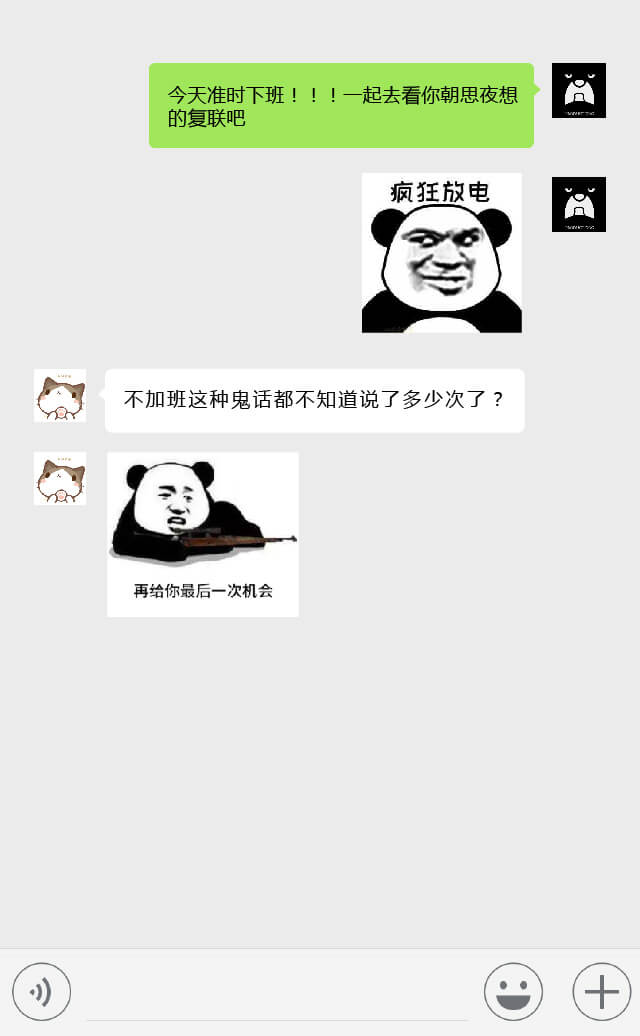 今天准时下班！！！一起去看你朝思夜想
的复联吧
疯狂放电
不加班这种鬼话都不知道说了多少次了？
再给你最后一次机会